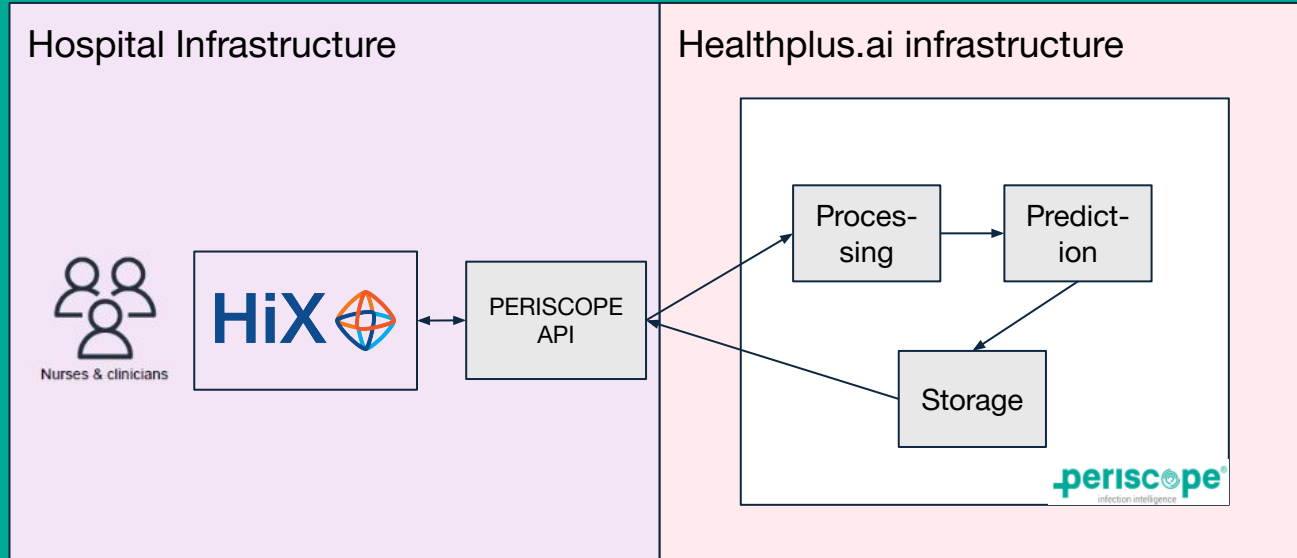 Hospital Infrastructure
Healthplus.ai infrastructure
Nurses & clinicians
HiX
PERISCOPE
API
Proces-
sing
Predict-
ion
Storage
periscope®
infection intelligence